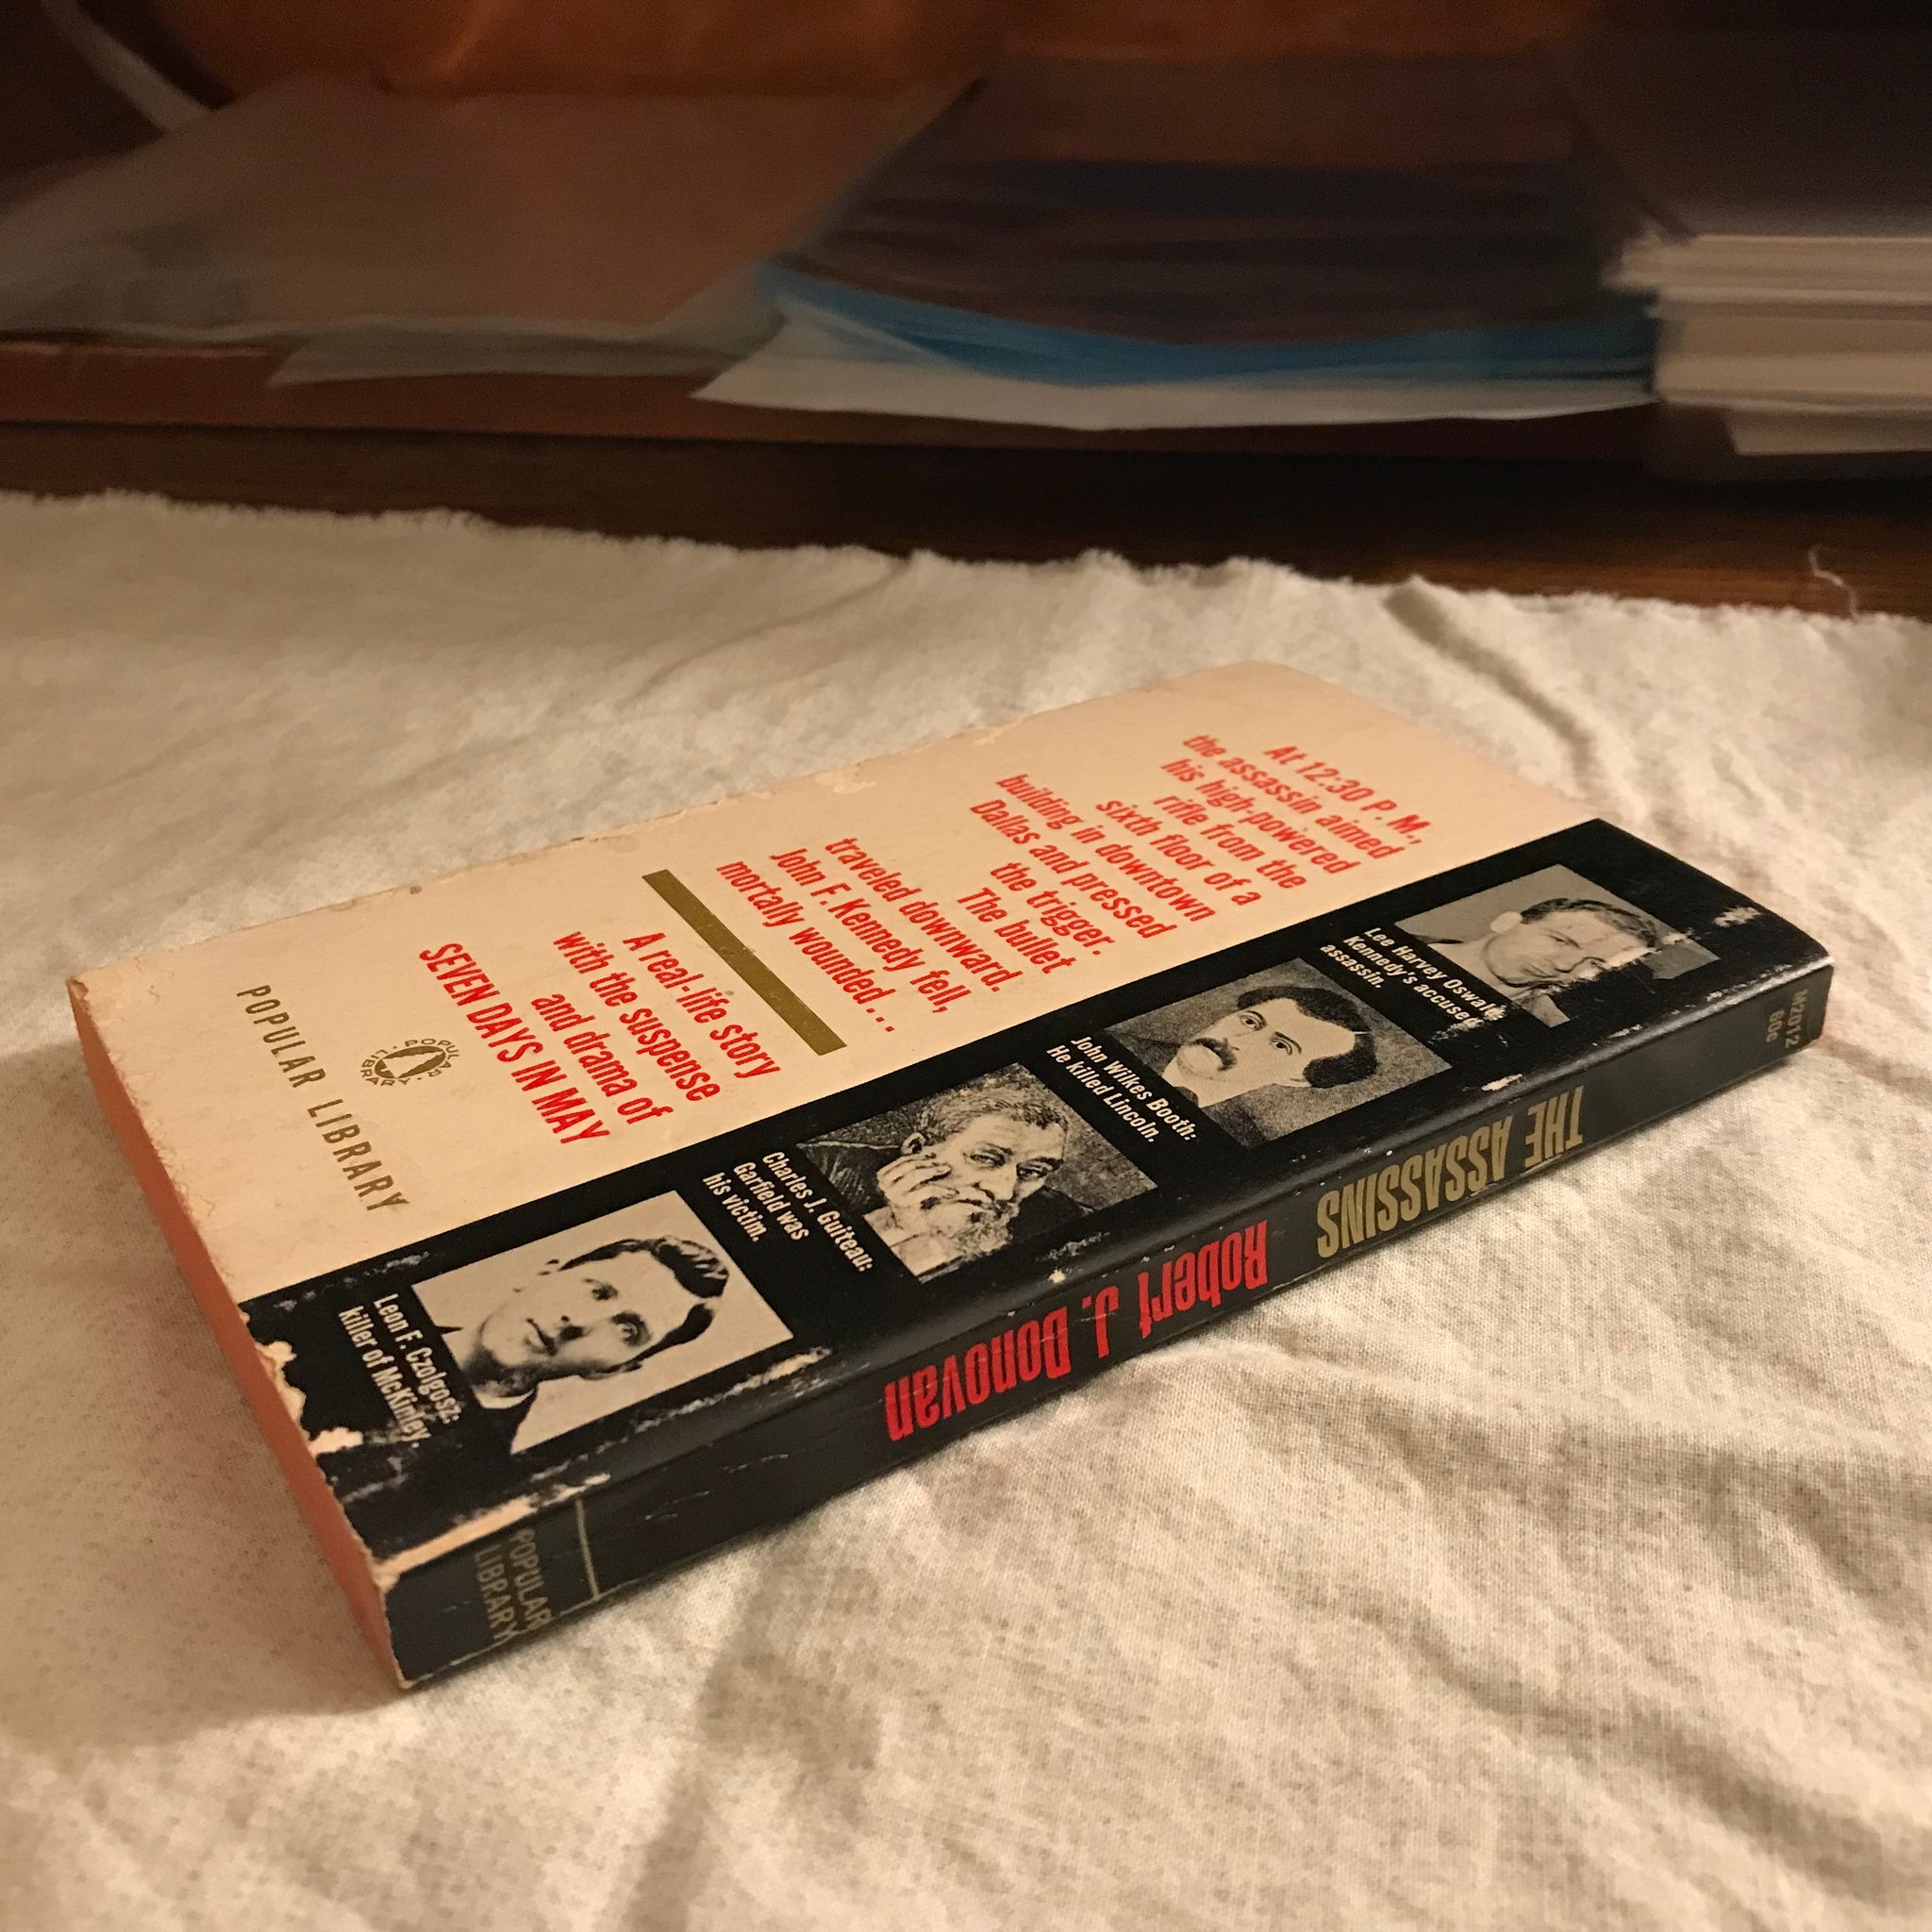 At 12:30 P.M.,
the assassin aimed
his high-powered
rifle from the
sixth floor of a
building in downtown
Dallas and pressed
the trigger.
The bullet
traveled downward.
John F. Kennedy fell,
mortally wounded...
A real-life story
with the suspense
and drama of
SEVEN DAYS IN MAY
POPULAR
LIBRARY
POPULAR LIBRARY
Lee Harvey Oswald:
Kennedy's accused
assassin.
John Wilkes Booth:
He killed Lincoln.
Charles J. Guiteau:
Garfield was
his victim.
Leon F. Czolgosz:
killer of McKinley.
M2012
60c
THE ASSASSINS
Robert J. Donovan
POPULAR
LIBRARY